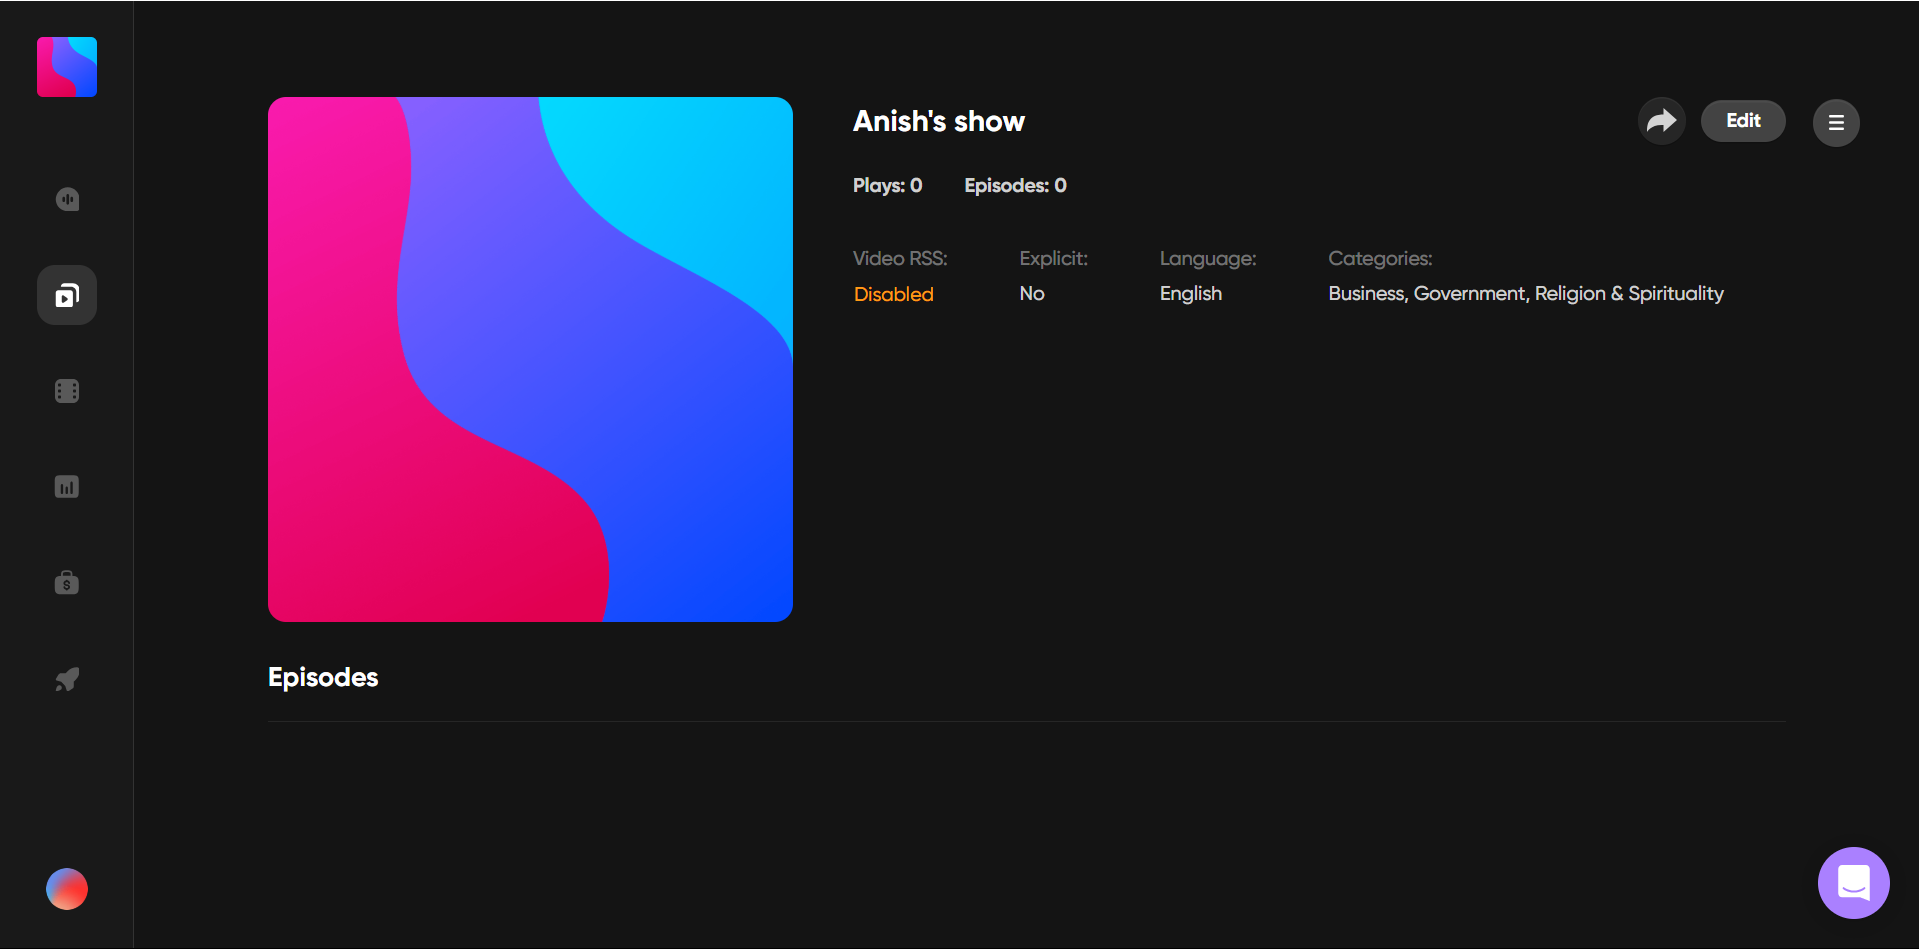 Anish's show
Edit
Plays: 0 Episodes: 0
Video RSS: Explicit: Language: Categories:
Disabled No English Business, Government, Religion & Spirituality
Episodes